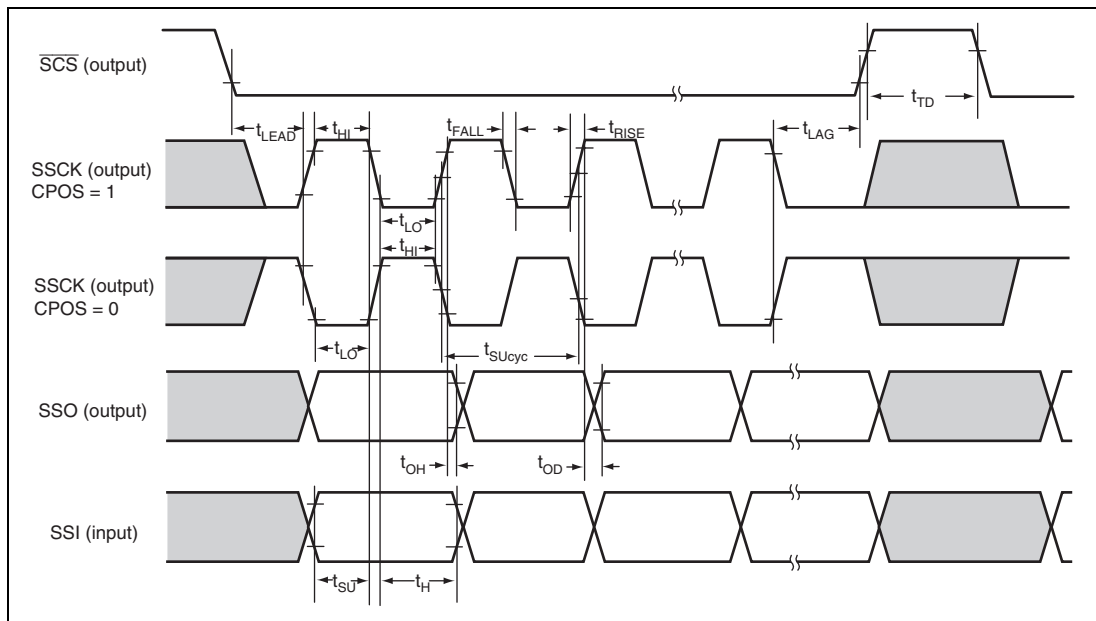 SCS (output)
tTD
tLEAD
tHI
tFALL
tRISE
tLAG
SSCK (output)
CPOS = 1
tLO
tHI
SSCK (output)
CPOS = 0
tLO
tSUcyc
SSO (output)
tOH
tOD
SSI (input)
tSU
tH